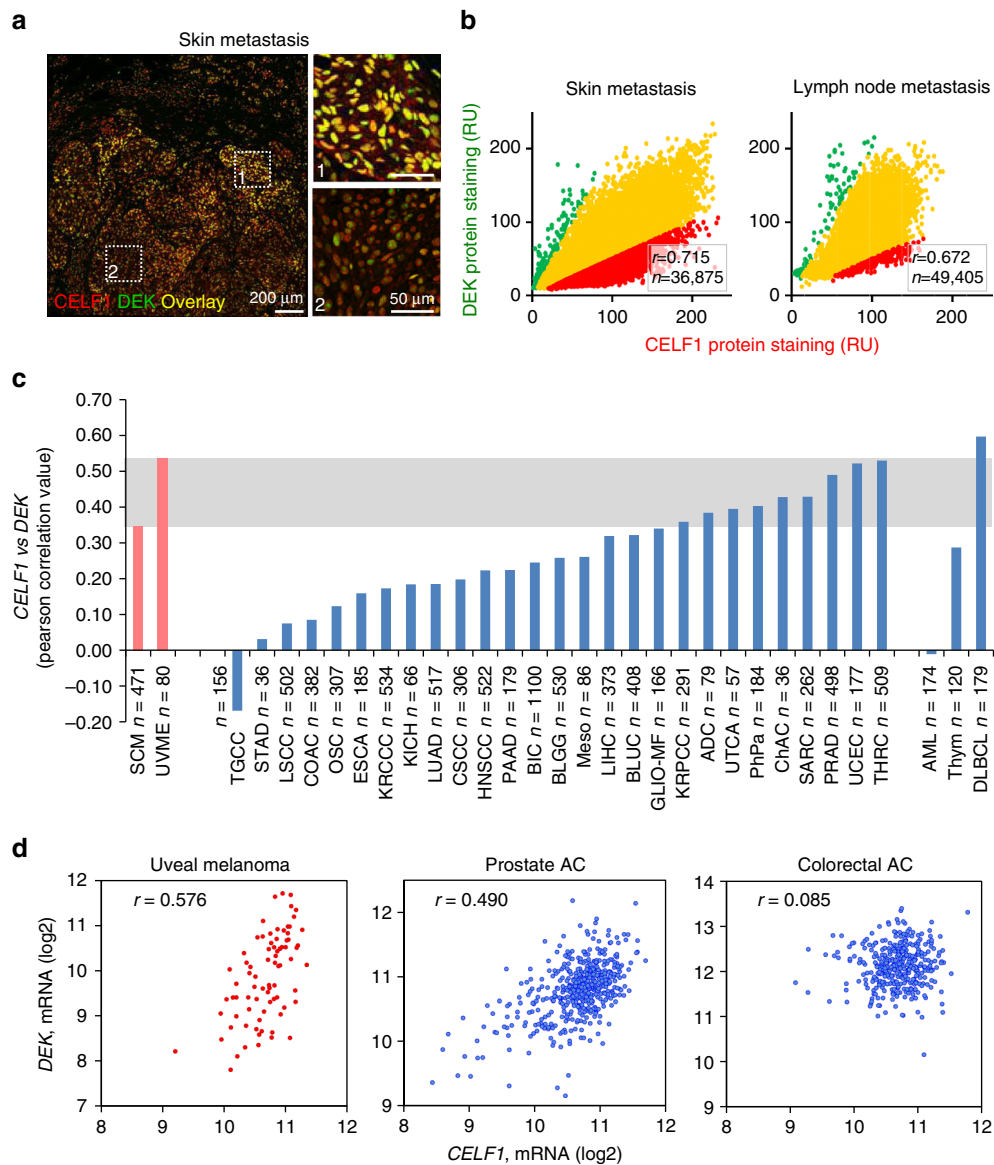 a
Skin metastasis
1
2
CELF1 DEK Overlay
200 µm
1
2
50 µm
b
Skin metastasis
Lymph node metastasis
DEK protein staining (RU)
200
100
0
r=0.715
n=36,875
0
100
200
200
100
0
r=0.672
n=49,405
0
100
200
CELF1 protein staining (RU)
c
CELF1 vs DEK
(pearson correlation value)
0.70
0.60
0.50
0.40
0.30
0.20
0.10
0.00
−0.10
−0.20
SCM n = 471
UVME n = 80
TGCC n = 156
STAD n = 36
LSCC n = 502
COAC n = 382
OSC n = 307
ESCA n = 185
KRCC n = 534
KICH n = 66
LUAD n = 517
CSCC n = 306
HNSCC n = 522
PAAD n = 179
BIC n = 1100
BLGG n = 530
Meso n = 86
LIHC n = 373
BLUC n = 408
GLIO-MF n = 166
KRPCC n = 291
ADC n = 79
UTCA n = 57
PhPa n = 184
ChAC n = 36
SARC n = 262
PRAD n = 498
UCEC n = 177
THRC n = 509
AML n = 174
Thym n = 120
DLBCL n = 179
d
Uveal melanoma
Prostate AC
Colorectal AC
DEK, mRNA (log2)
12
11
10
9
8
7
r = 0.576
8
9
10
11
12
12
11
10
9
r = 0.490
8
9
10
11
12
14
13
12
11
10
9
r = 0.085
8
9
10
11
12
CELF1, mRNA (log2)